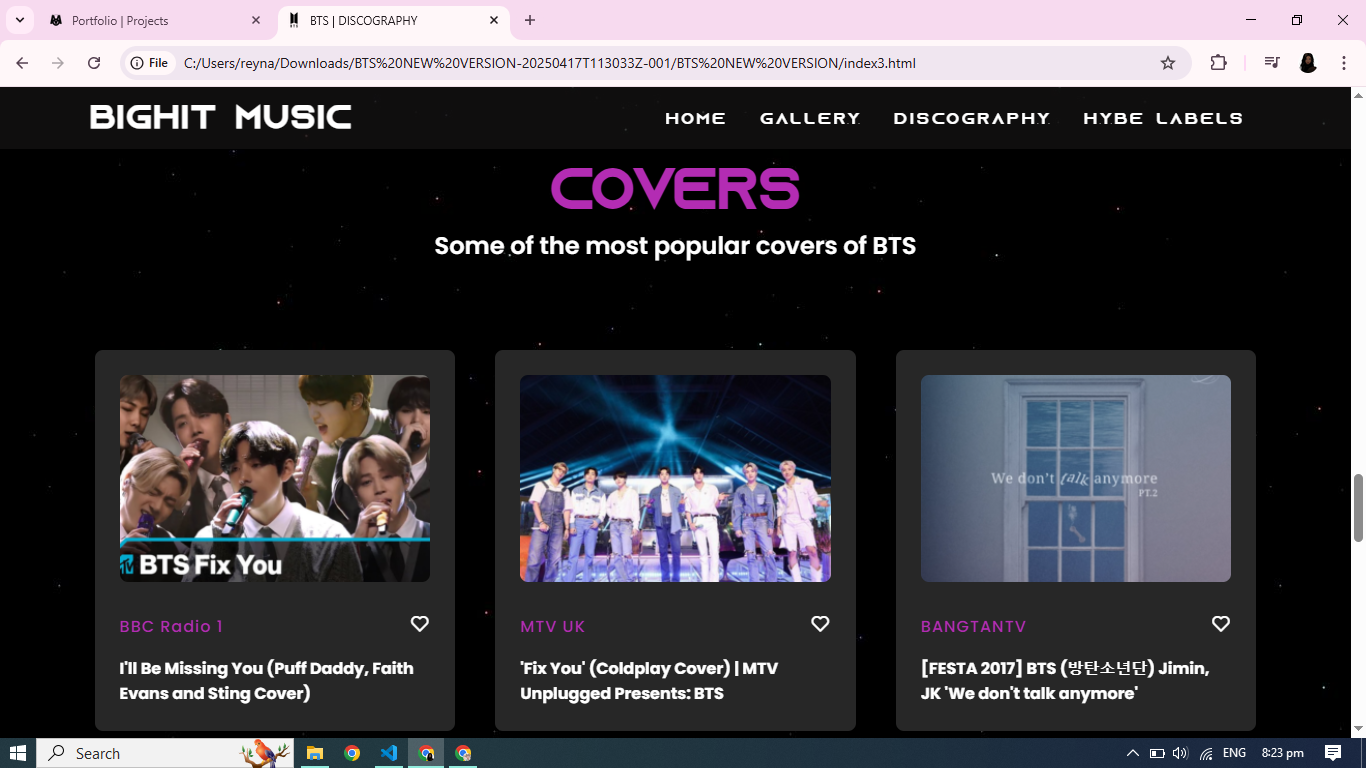 Portfolio | Projects
BTS | DISCOGRAPHY
File
C:/Users/reyna/Downloads/BTS%20NEW%20VERSION-20250417T113033Z-001/BTS%20NEW%20VERSION/index3.html
BIGHIT MUSIC
HOME
GALLERY
DISCOGRAPHY
HYBE LABELS
COVERS
Some of the most popular covers of BTS
BTS Fix You
We don't talk anymore
PT.2
BBC Radio 1
MTV UK
BANGTANTV
I'll Be Missing You (Puff Daddy, Faith
Evans and Sting Cover)
'Fix You' (Coldplay Cover) | MTV
Unplugged Presents: BTS
[FESTA 2017] BTS (방탄소년단) Jimin,
JK 'We don't talk anymore'
Search
ENG
8:23 pm